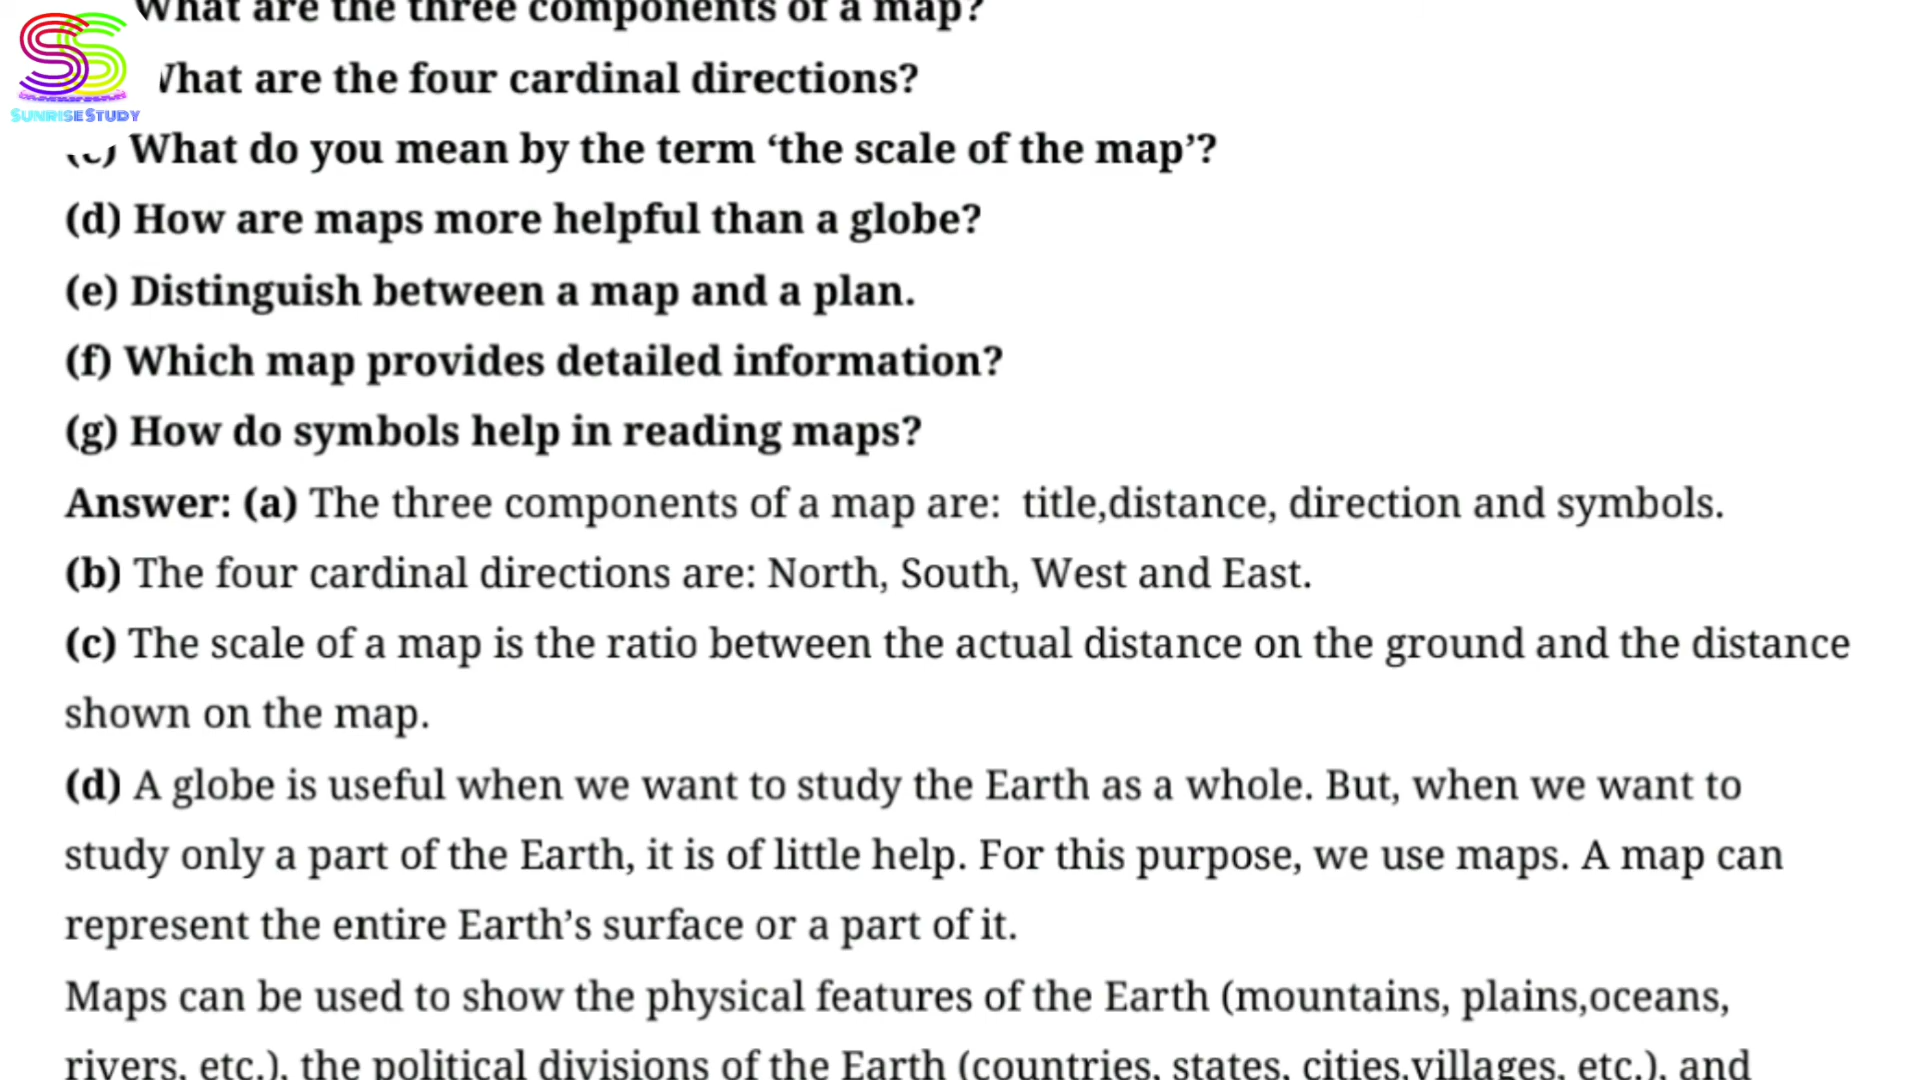 What are the three components of a map?
SUNRISESTUDY
What are the four cardinal directions?
(c) What do you mean by the term ‘the scale of the map’?
(d) How are maps more helpful than a globe?
(e) Distinguish between a map and a plan.
(f) Which map provides detailed information?
(g) How do symbols help in reading maps?
Answer: (a) The three components of a map are:  title,distance, direction and symbols.
(b) The four cardinal directions are: North, South, West and East.
(c) The scale of a map is the ratio between the actual distance on the ground and the distance
shown on the map.
(d) A globe is useful when we want to study the Earth as a whole. But, when we want to
study only a part of the Earth, it is of little help. For this purpose, we use maps. A map can
represent the entire Earth’s surface or a part of it.
Maps can be used to show the physical features of the Earth (mountains, plains,oceans,
rivers, etc.), the political divisions of the Earth (countries, states, cities,villages, etc.), and